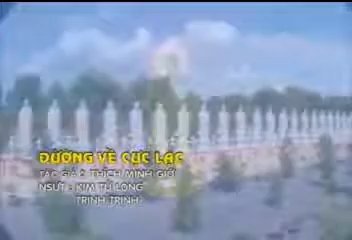 ĐƯỜNG VỀ CỰC LẠC
TÁC GIẢ : THÍCH MINH GIỚI
NSƯT : KIM TỬ LONG
TRINH TRINH